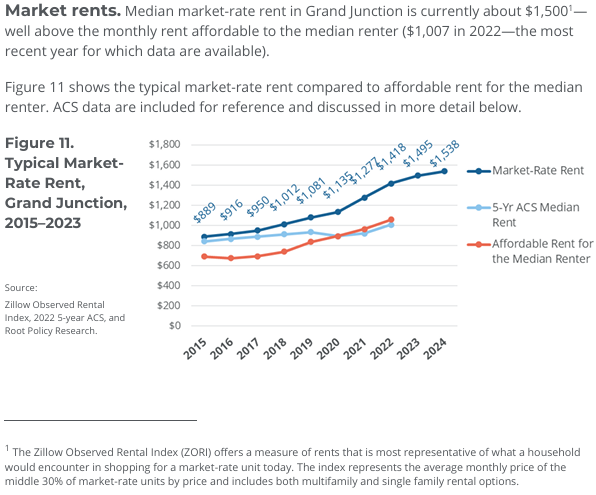 Market rents. Median market-rate rent in Grand Junction is currently about $1,500¹—
well above the monthly rent affordable to the median renter ($1,007 in 2022—the most
recent year for which data are available).
Figure 11 shows the typical market-rate rent compared to affordable rent for the median
renter. ACS data are included for reference and discussed in more detail below.
Figure 11.
Typical Market-
Rate Rent,
Grand Junction,
2015–2023
Source:
Zillow Observed Rental
Index, 2022 5-year ACS, and
Root Policy Research.
$1,800
$1,600
$1,400
$1,200
$1,000
$800
$600
$400
$200
$0
$889
$916
$950
$1,012
$1,081
$1,135
$1,277
$1,418
$1,495
$1,538
2015
2016
2017
2018
2019
2020
2021
2022
2023
2024
Market-Rate Rent
5-Yr ACS Median
Rent
Affordable Rent for
the Median Renter
¹ The Zillow Observed Rental Index (ZORI) offers a measure of rents that is most representative of what a household
would encounter in shopping for a market-rate unit today. The index represents the average monthly price of the
middle 30% of market-rate units by price and includes both multifamily and single family rental options.